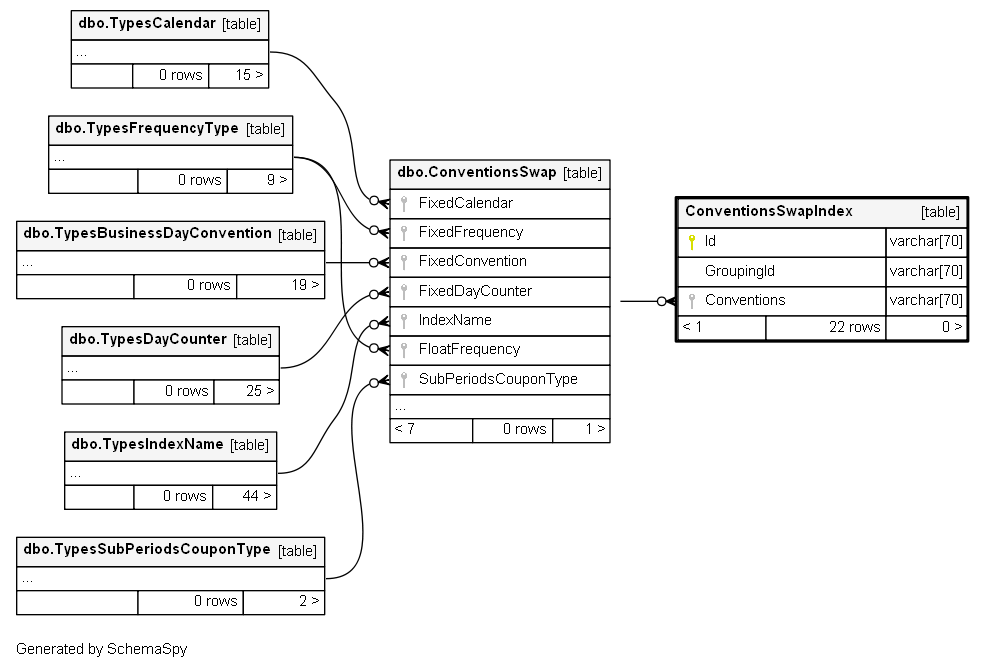 dbo.TypesCalendar [table]
...
0 rows 15 >
dbo.TypesFrequencyType [table]
...
0 rows 9 >
dbo.TypesBusinessDayConvention [table]
...
0 rows 19 >
dbo.TypesDayCounter [table]
...
0 rows 25 >
dbo.TypesIndexName [table]
...
0 rows 44 >
dbo.TypesSubPeriodsCouponType [table]
...
0 rows 2 >
dbo.ConventionsSwap [table]
FixedCalendar
FixedFrequency
FixedConvention
FixedDayCounter
IndexName
FloatFrequency
SubPeriodsCouponType
...
< 7 0 rows 1 >
ConventionsSwapIndex [table]
Id varchar[70]
GroupingId varchar[70]
Conventions varchar[70]
< 1 22 rows 0 >
Generated by SchemaSpy